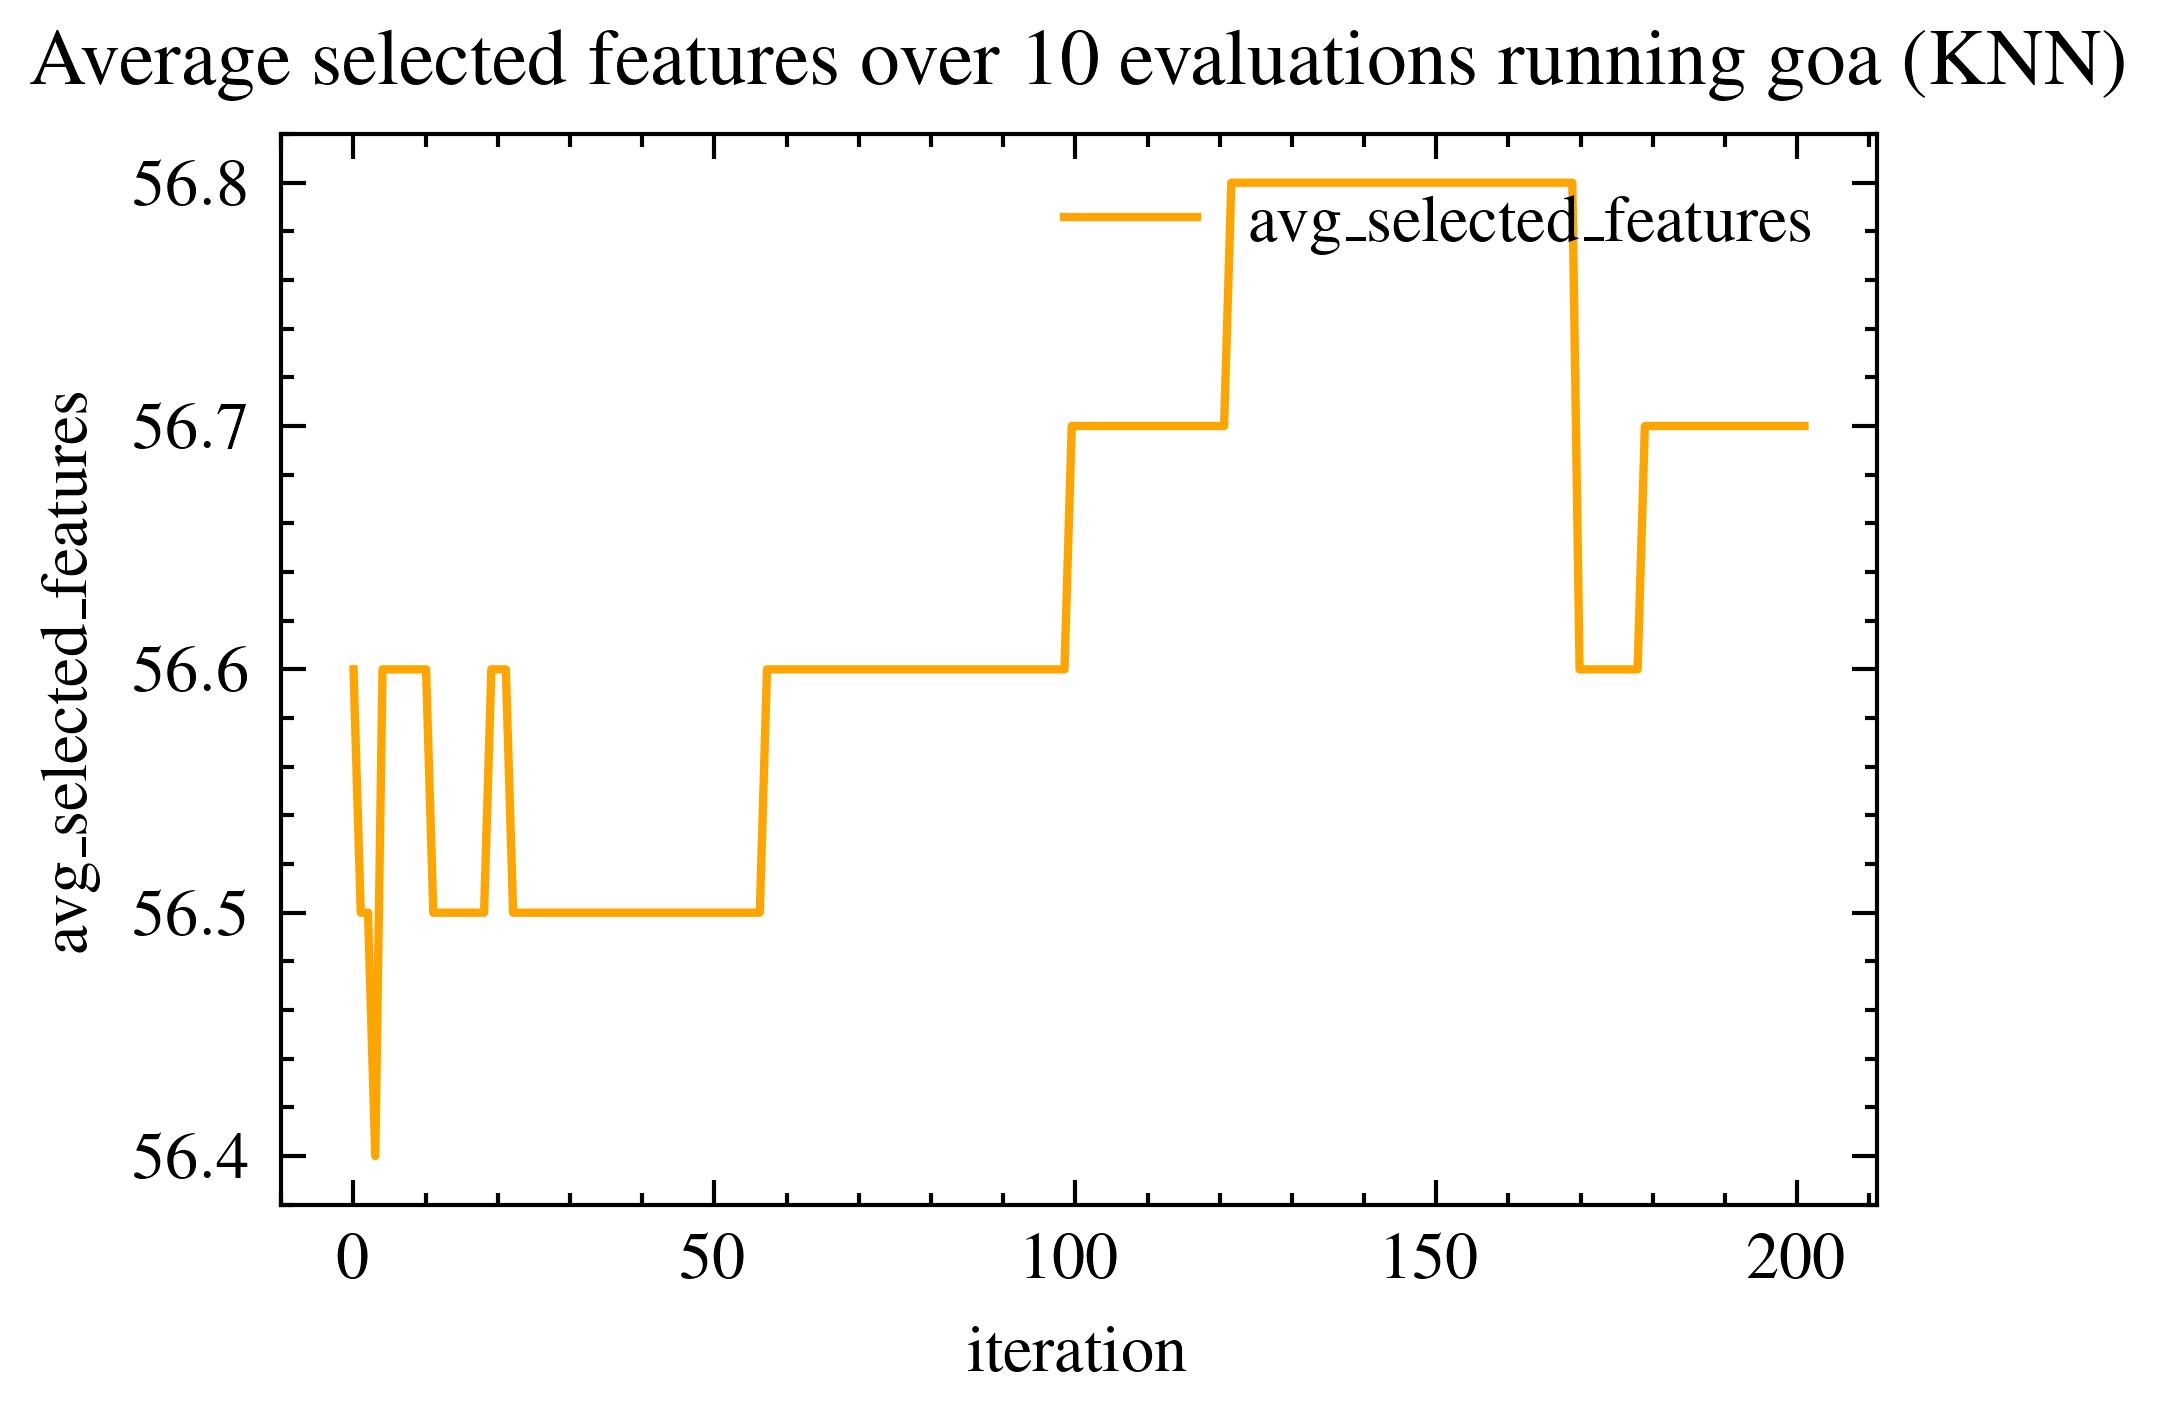 Average selected features over 10 evaluations running goa (KNN)
56.8
avg_selected_features
56.7
56.6
56.5
56.4
avg_selected_features
0 50 100 150 200
iteration